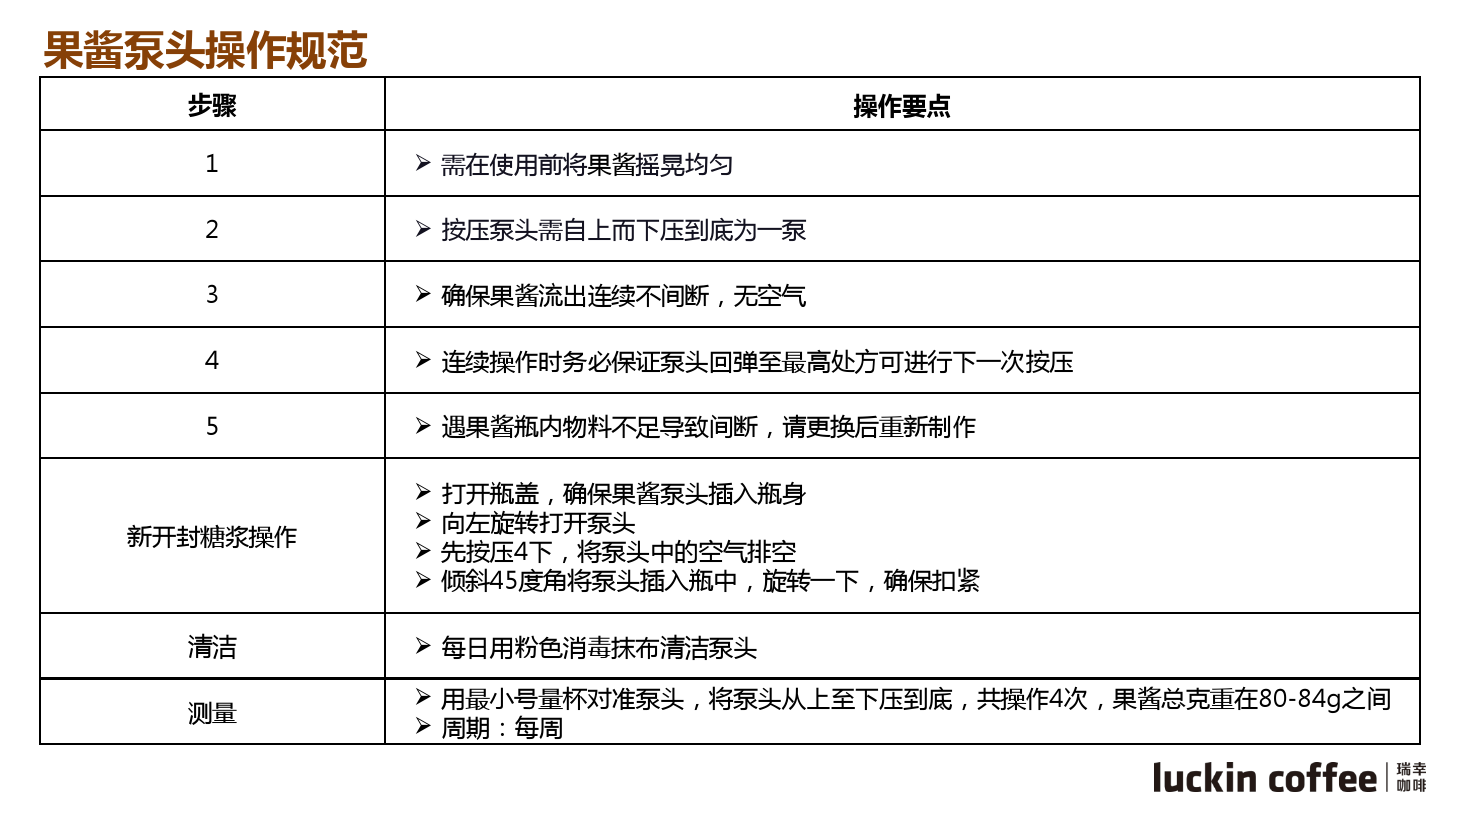 果酱泵头操作规范
步骤
操作要点
1
➢ 需在使用前将果酱摇晃均匀
2
➢ 按压泵头需自上而下压到底为一泵
3
➢ 确保果酱流出连续不间断，无空气
4
➢ 连续操作时务必保证泵头回弹至最高处方可进行下一次按压
5
➢ 遇果酱瓶内物料不足导致间断，请更换后重新制作
新开封糖浆操作
➢ 打开瓶盖，确保果酱泵头插入瓶身
➢ 向左旋转打开泵头
➢ 先按压4下，将泵头中的空气排空
➢ 倾斜45度角将泵头插入瓶中，旋转一下，确保扣紧
清洁
➢ 每日用粉色消毒抹布清洁泵头
测量
➢ 用最小号量杯对准泵头，将泵头从上至下压到底，共操作4次，果酱总克重在80-84g之间
➢ 周期：每周
luckin coffee
瑞幸
咖啡